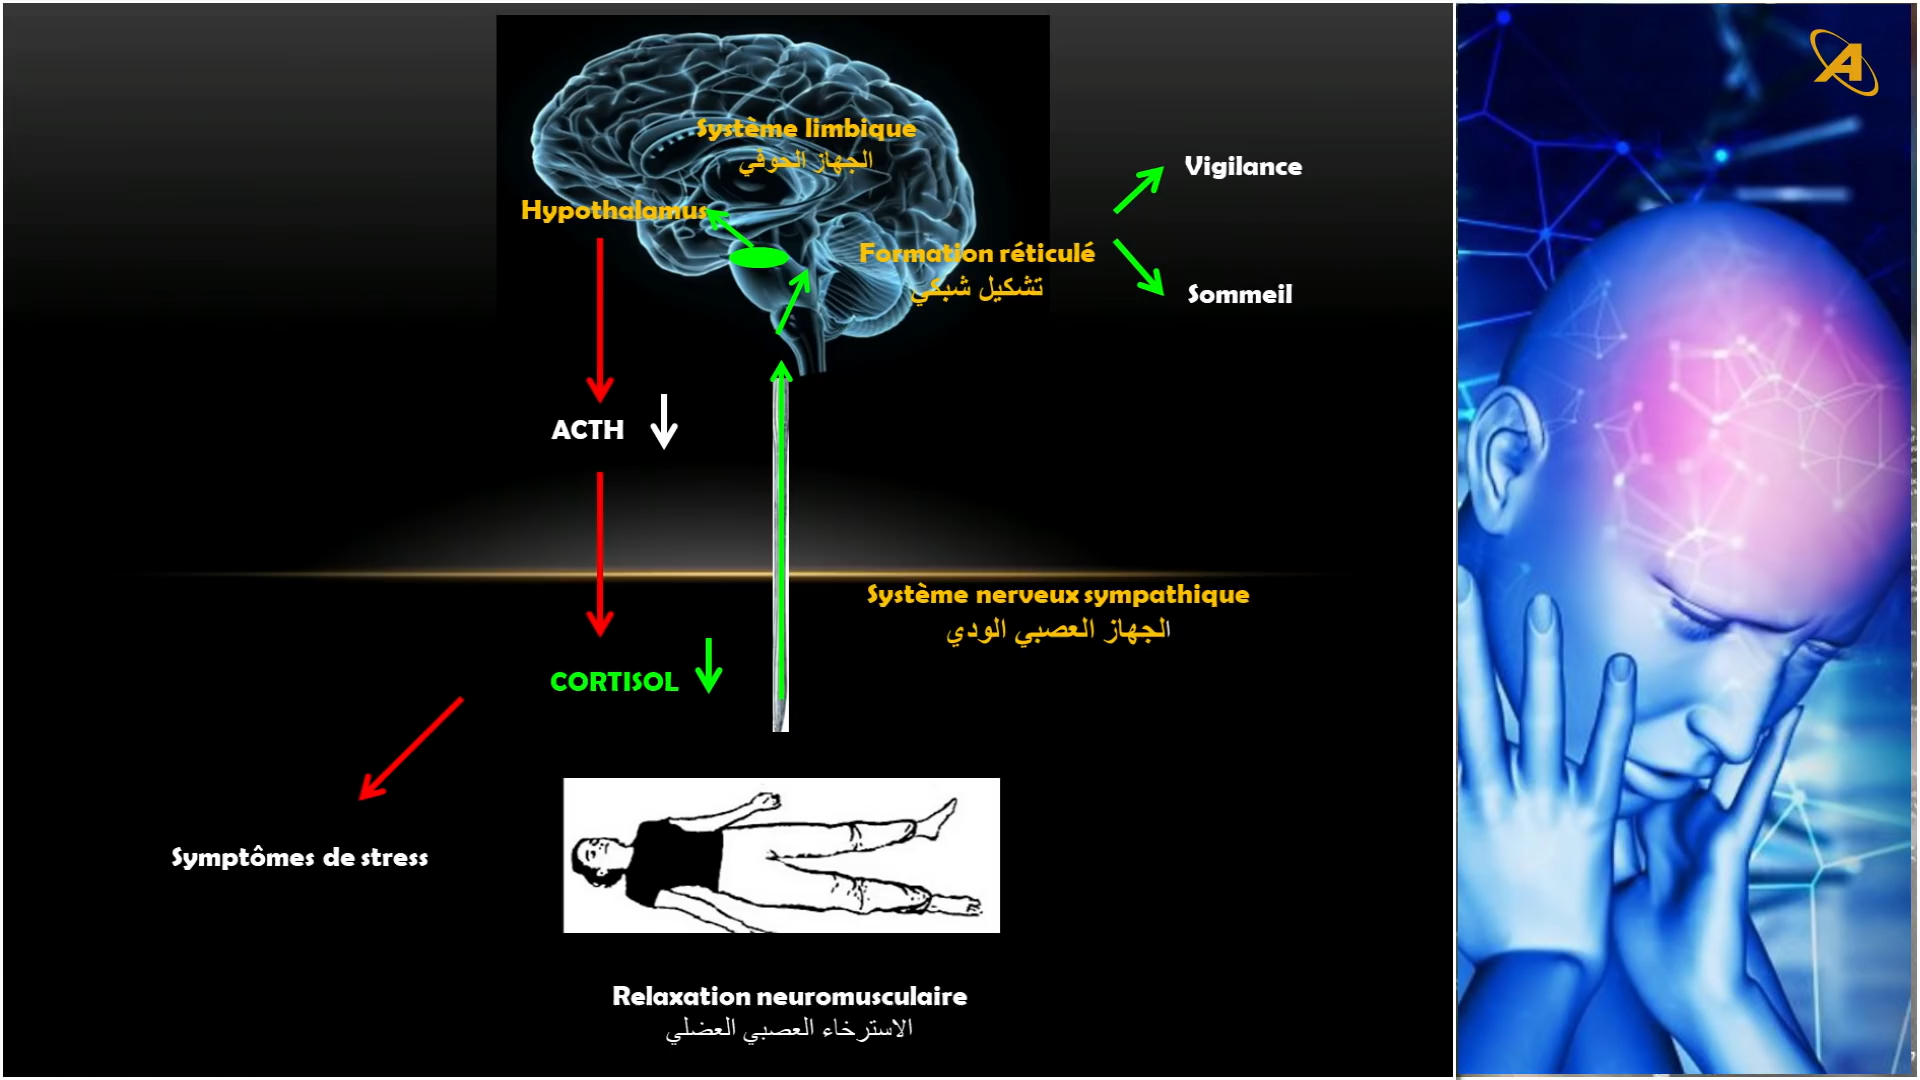 Système limbique
الجهاز الحوفي
Hypothalamus
Formation réticulé
تشكيل شبكي
Vigilance
Sommeil
ACTH
Système nerveux sympathique
الجهاز العصبي الودي
CORTISOL
Symptômes de stress
Relaxation neuromusculaire
الاسترخاء العصبي العضلي
A